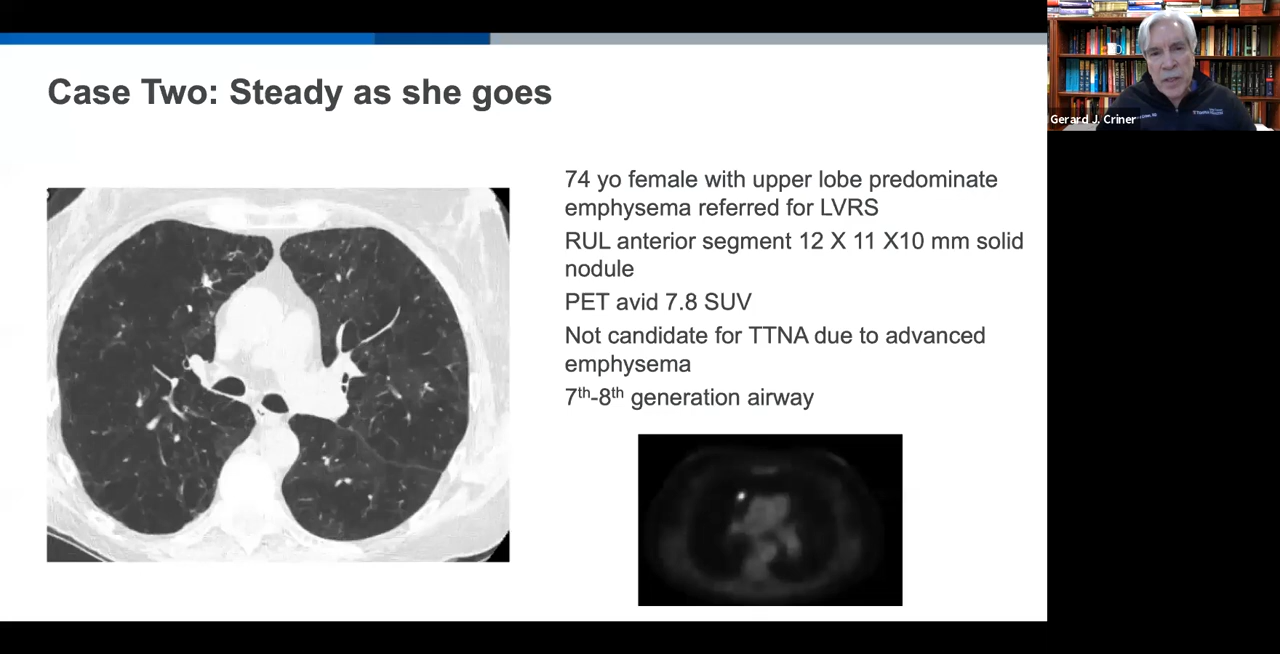 Case Two: Steady as she goes
74 yo female with upper lobe predominate
emphysema referred for LVRS
RUL anterior segment 12 X 11 X10 mm solid
nodule
PET avid 7.8 SUV
Not candidate for TTNA due to advanced
emphysema
7th-8th generation airway
Gerard J. Criner